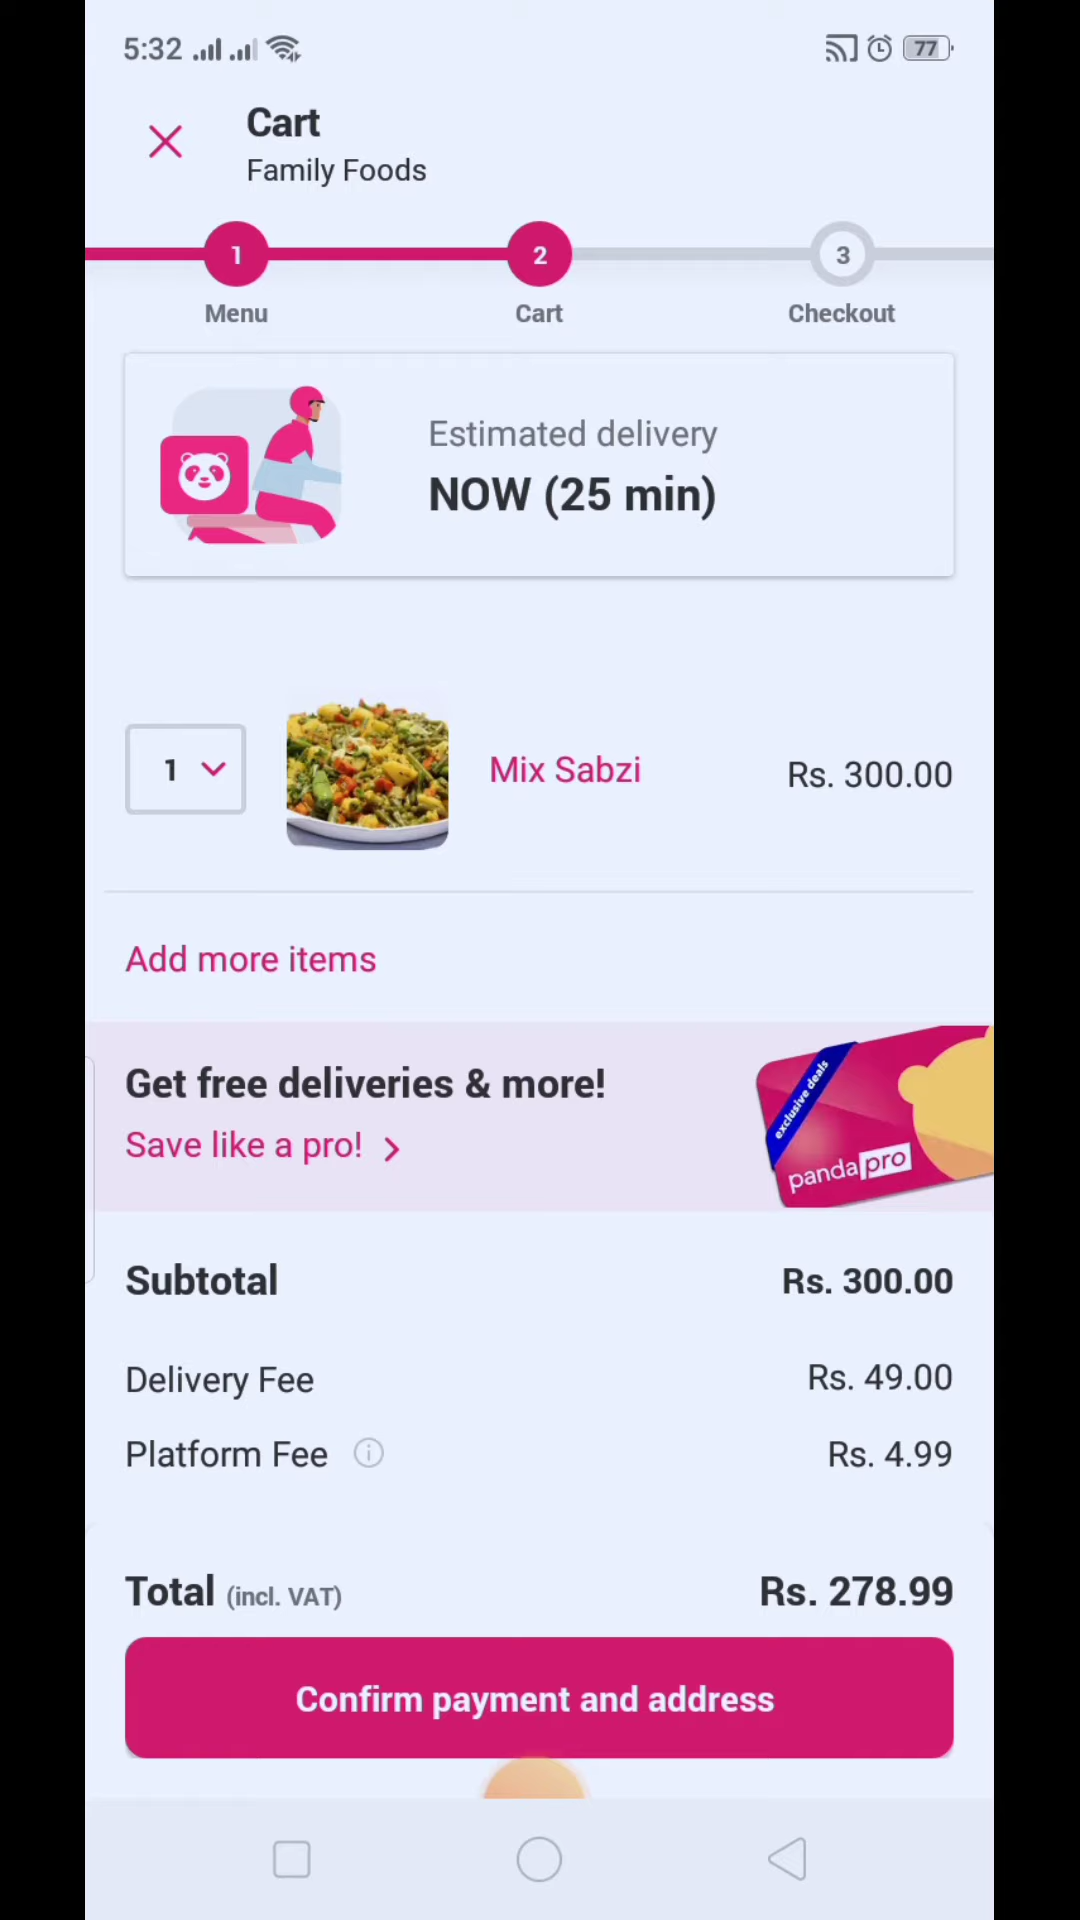 5:32
77
Cart
Family Foods
1 2 3
Menu Cart Checkout
Estimated delivery
NOW (25 min)
1 Mix Sabzi Rs. 300.00
Add more items
Get free deliveries & more!
Save like a pro!
exclusive deals
pandapro
Subtotal Rs. 300.00
Delivery Fee Rs. 49.00
Platform Fee Rs. 4.99
Total (incl. VAT) Rs. 278.99
Confirm payment and address